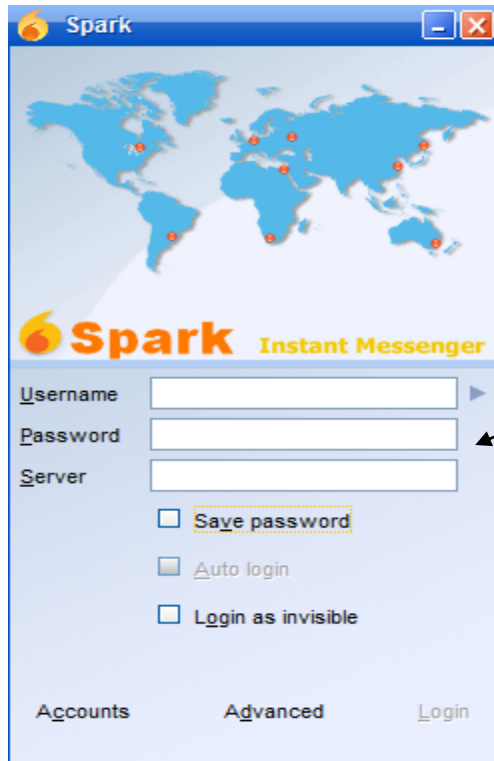 Spark
Spark Instant Messenger
Username
Password
Server
Save password
Auto login
Login as invisible
Accounts Advanced Login